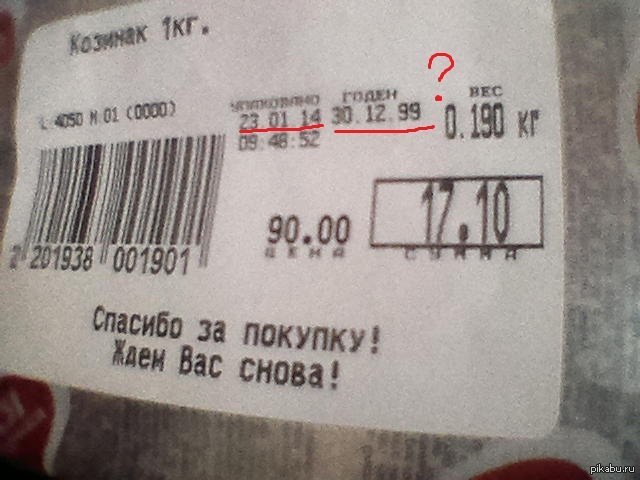 Козинак 1кг.
L 4050 М 01 (0000)
УПАКОВАНО ГОДЕН ВЕС
23.01.14 30.12.99 ? 0.190 кг
09:48:52
90.00 17.10
ЦЕНА СУММА
2 201938 001901
Спасибо за покупку!
Ждем Вас снова!
pikabu.ru